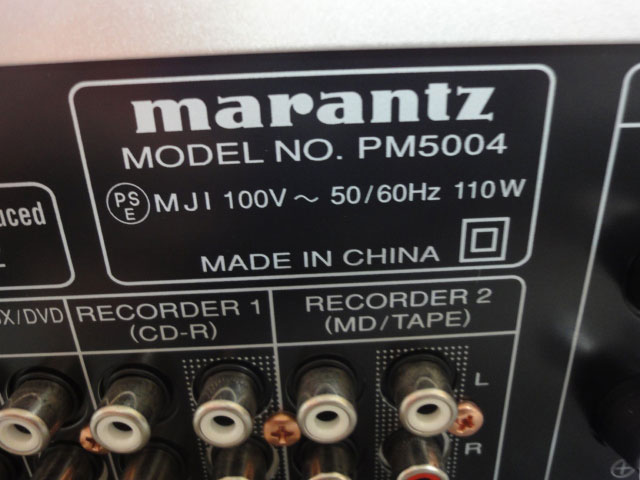 marantz
MODEL NO. PM5004
PS
E
MJI 100V ~ 50/60Hz 110W
MADE IN CHINA
RECORDER 1
(CD-R)
RECORDER 2
(MD/TAPE)
/DVD
L
R